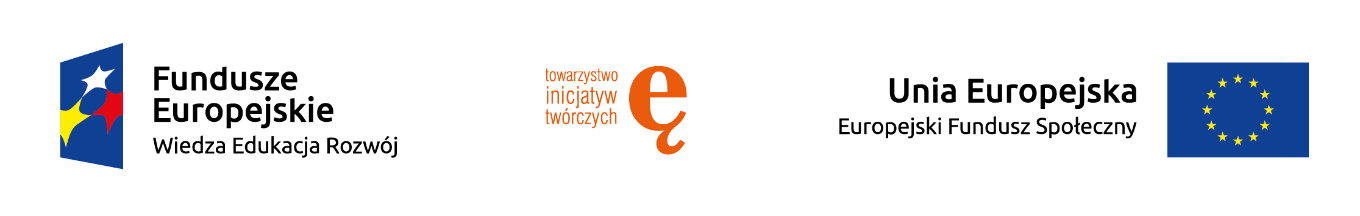 Fundusze
Europejskie
Wiedza Edukacja Rozwój
towarzystwo
inicjatyw
twórczych
ę
Unia Europejska
Europejski Fundusz Społeczny